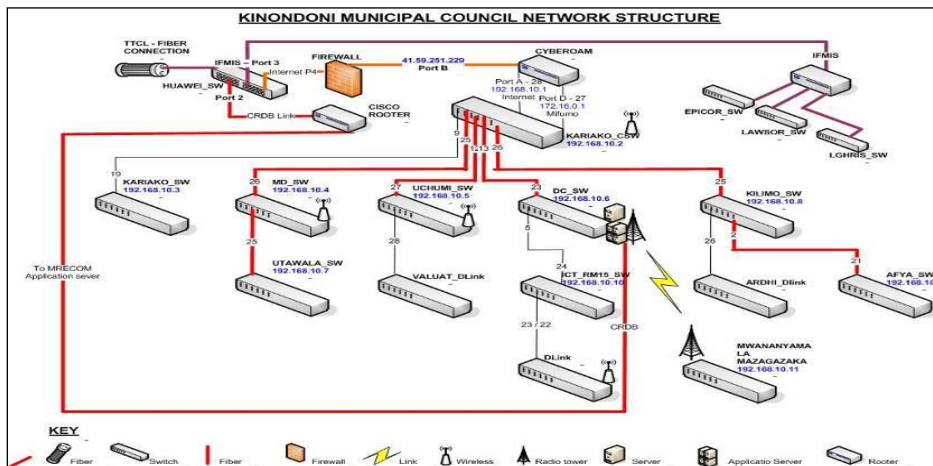 KINONDONI MUNICIPAL COUNCIL NETWORK STRUCTURE
TTCL - FIBER
CONNECTION
IFMIS - Port 3
HUAWEI_SW
Port 2
Internet P4
FIREWALL
41.59.251.229
Port B
CYBEROAM
IFMIS
CRDB Link
CISCO
ROOTER
Port A - 28
192.168.10.1
Internet
Port D - 27
172.16.0.1
Mifumo
KARIAKO_CSW
192.168.10.2
EPICOR_SW
LAWSOR_SW
LGHRIS_SW
9
25
12
13
26
19
KARIAKO_SW
192.168.10.3
26
MD_SW
192.168.10.4
27
UCHUMI_SW
192.168.10.5
23
DC_SW
192.168.10.6
25
KILIMO_SW
192.168.10.8
25
28
5
24
26
2
21
To MRECOM
Application sever
UTAWALA_SW
192.168.10.7
VALUAT_DLink
ICT_RM15_SW
192.168.10.10
ARDHI_Dlink
AFYA_SW
192.168.10
23 / 22
CRDB
DLink
MWANANYAMA
LA
MAZAGAZAKA
192.168.10.11
KEY
Fiber
Switch
Fiber
Firewall
Link
Wireless
Radio tower
Server
Applicatio Server
Rooter